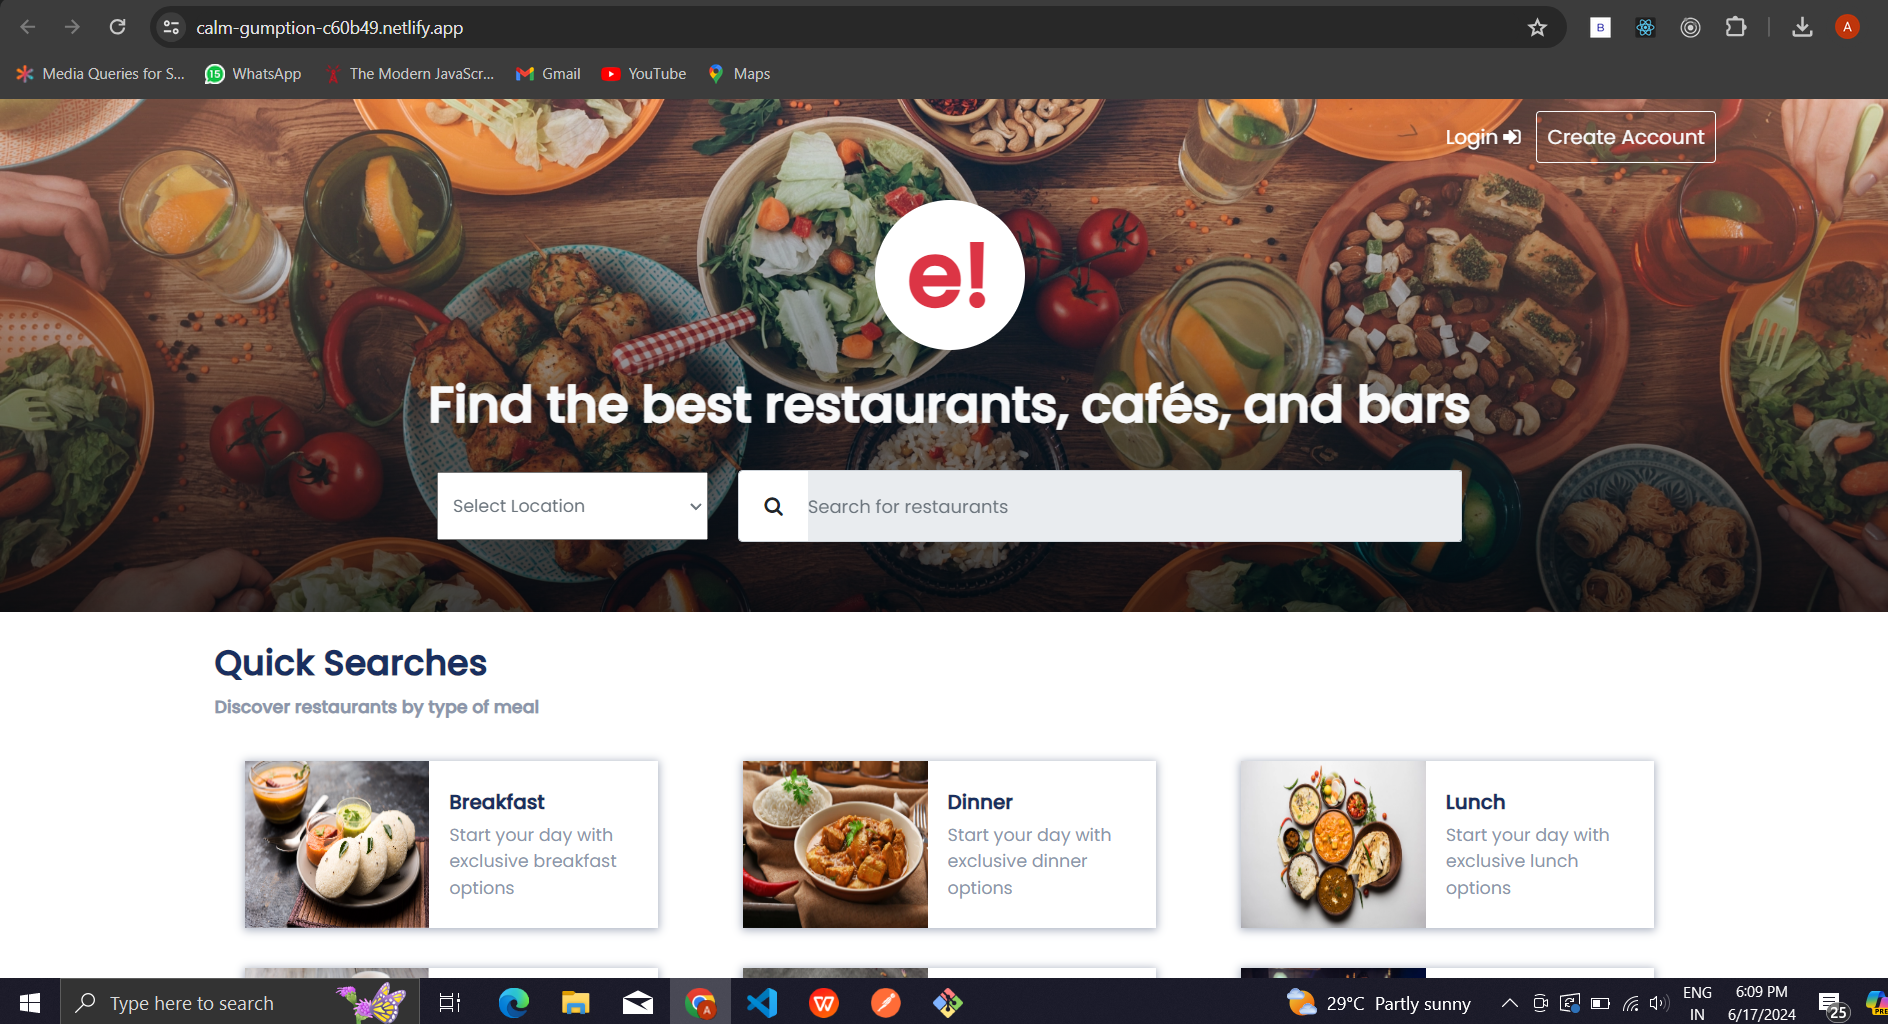 calm-gumption-c60b49.netlify.app
B
A
Media Queries for S...
15 WhatsApp
The Modern JavaScr...
Gmail
YouTube
Maps
Login
Create Account
e!
Find the best restaurants, cafés, and bars
Select Location
Search for restaurants
Quick Searches
Discover restaurants by type of meal
Breakfast
Start your day with
exclusive breakfast
options
Dinner
Start your day with
exclusive dinner
options
Lunch
Start your day with
exclusive lunch
options
Type here to search
A
W
29°C Partly sunny
ENG
IN
6:09 PM
6/17/2024
25
PRE